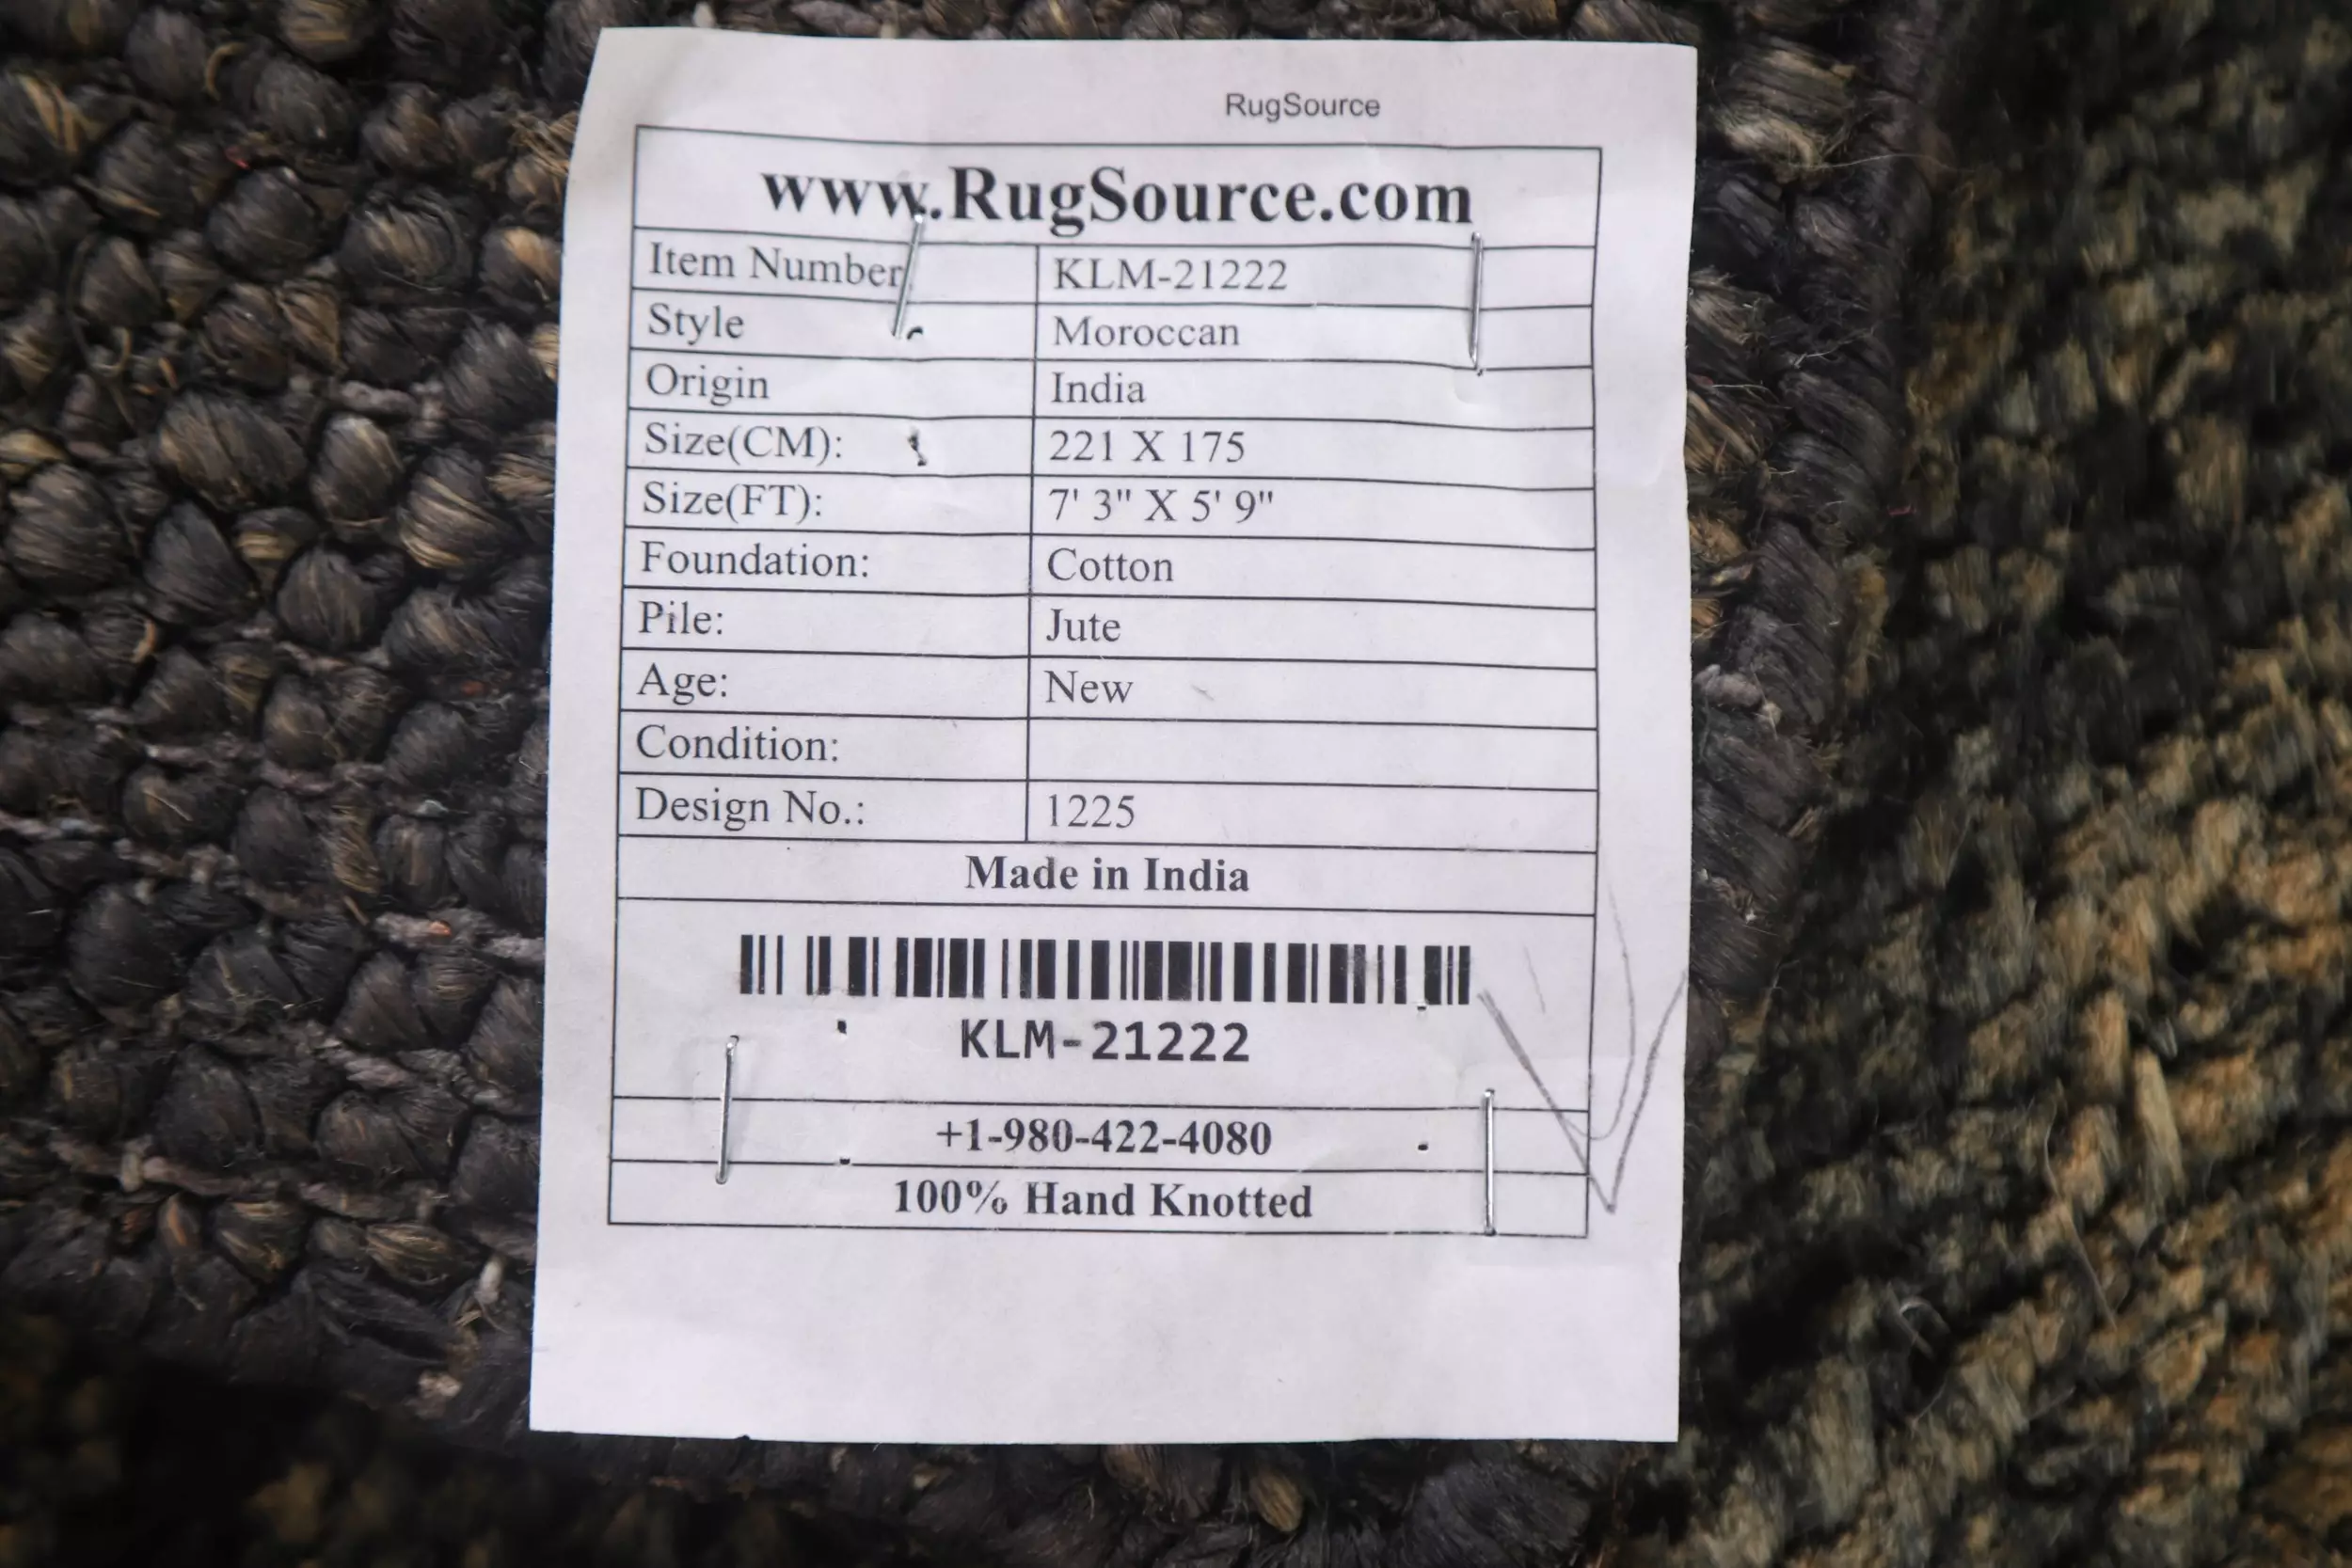 RugSource
www.RugSource.com
Item Number KLM-21222
Style Moroccan
Origin India
Size(CM): 221 X 175
Size(FT): 7' 3" X 5' 9"
Foundation: Cotton
Pile: Jute
Age: New
Condition:
Design No.: 1225
Made in India
KLM-21222
+1-980-422-4080
100% Hand Knotted